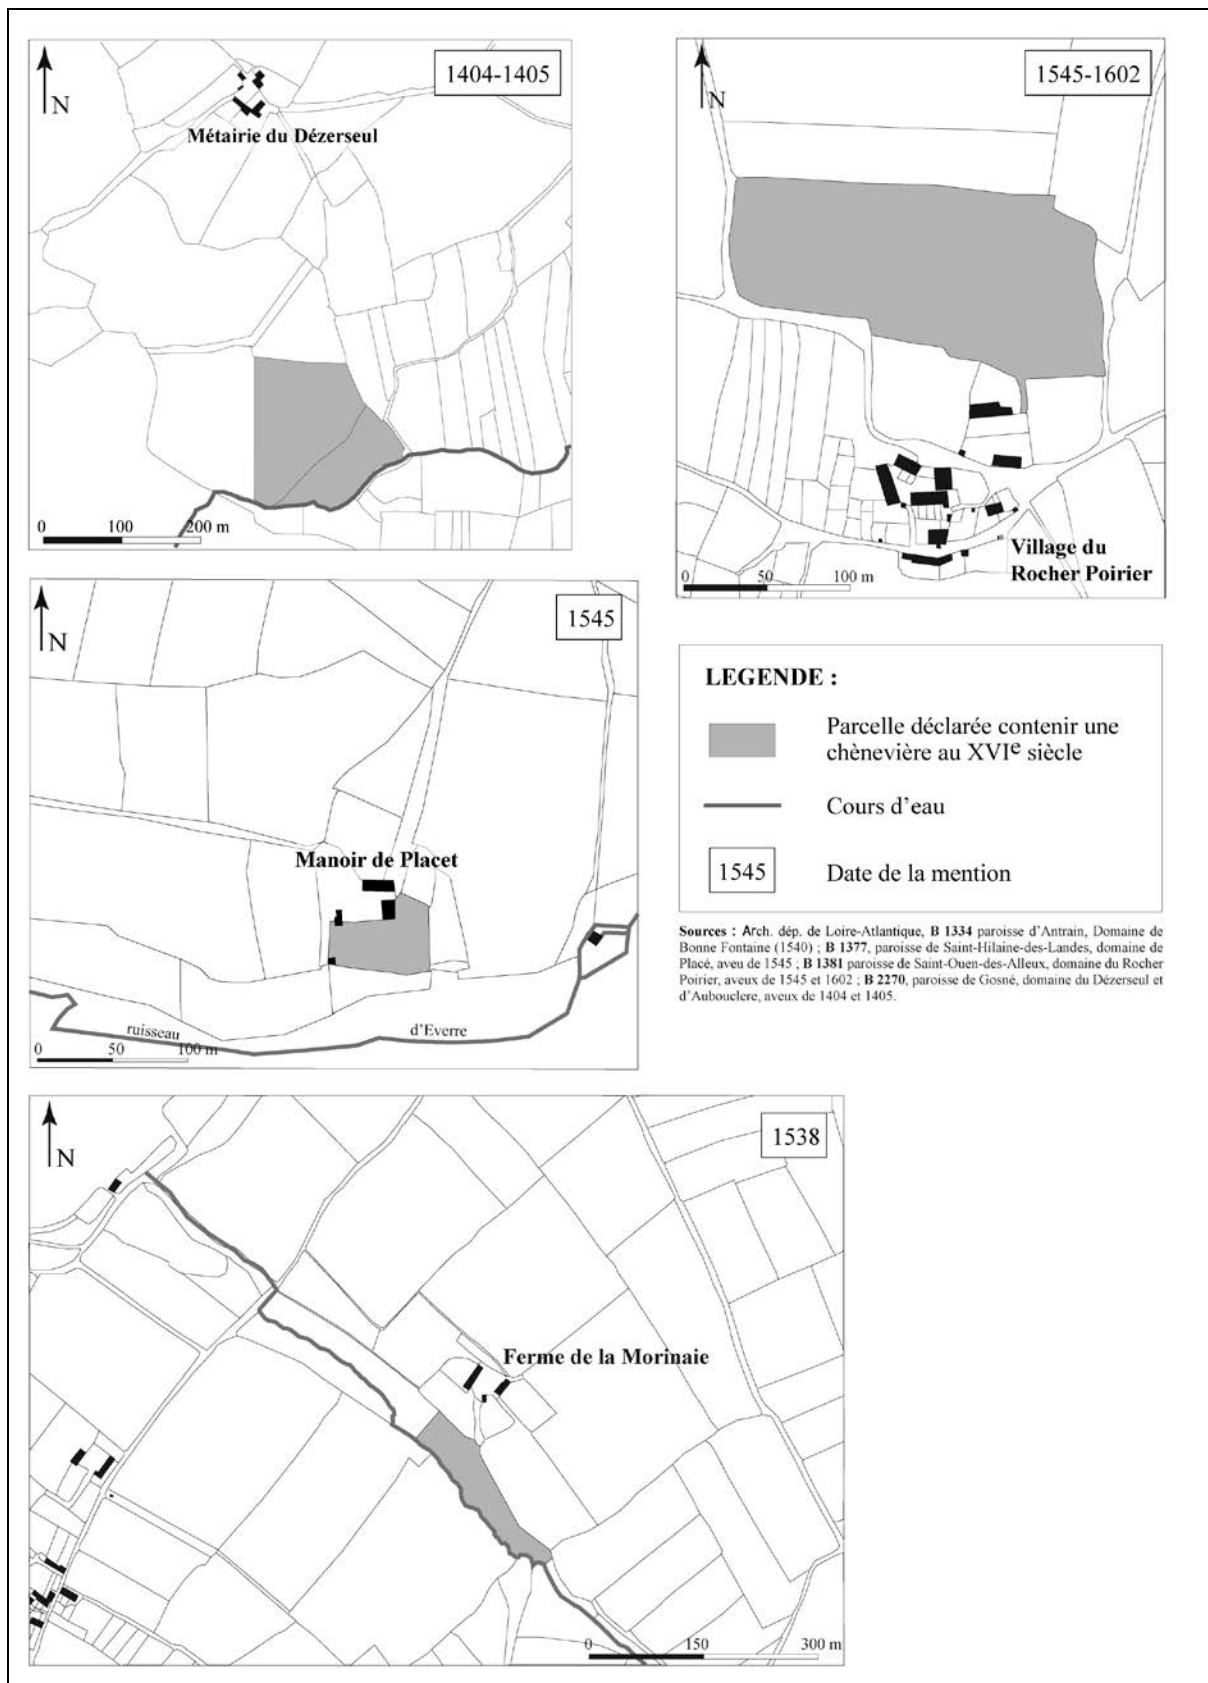 N
1404-1405
Métairie du Dézerseul
0 100 200 m
N
1545-1602
Village du
Rocher Poirier
0 50 100 m
N
1545
Manoir de Placet
ruisseau d'Everre
0 50 100 m
LEGENDE :
Parcelle déclarée contenir une
chènevière au XVIe siècle
Cours d'eau
1545 Date de la mention
Sources : Arch. dép. de Loire-Atlantique, B 1334 paroisse d'Antrain, Domaine de
Bonne Fontaine (1540) ; B 1377, paroisse de Saint-Hilaine-des-Landes, domaine de
Placé, aveu de 1545 ; B 1381 paroisse de Saint-Ouen-des-Alleux, domaine du Rocher
Poirier, aveux de 1545 et 1602 ; B 2270, paroisse de Gosné, domaine du Dézerseul et
d'Aubouclere, aveux de 1404 et 1405.
N
1538
Ferme de la Morinaie
0 150 300 m